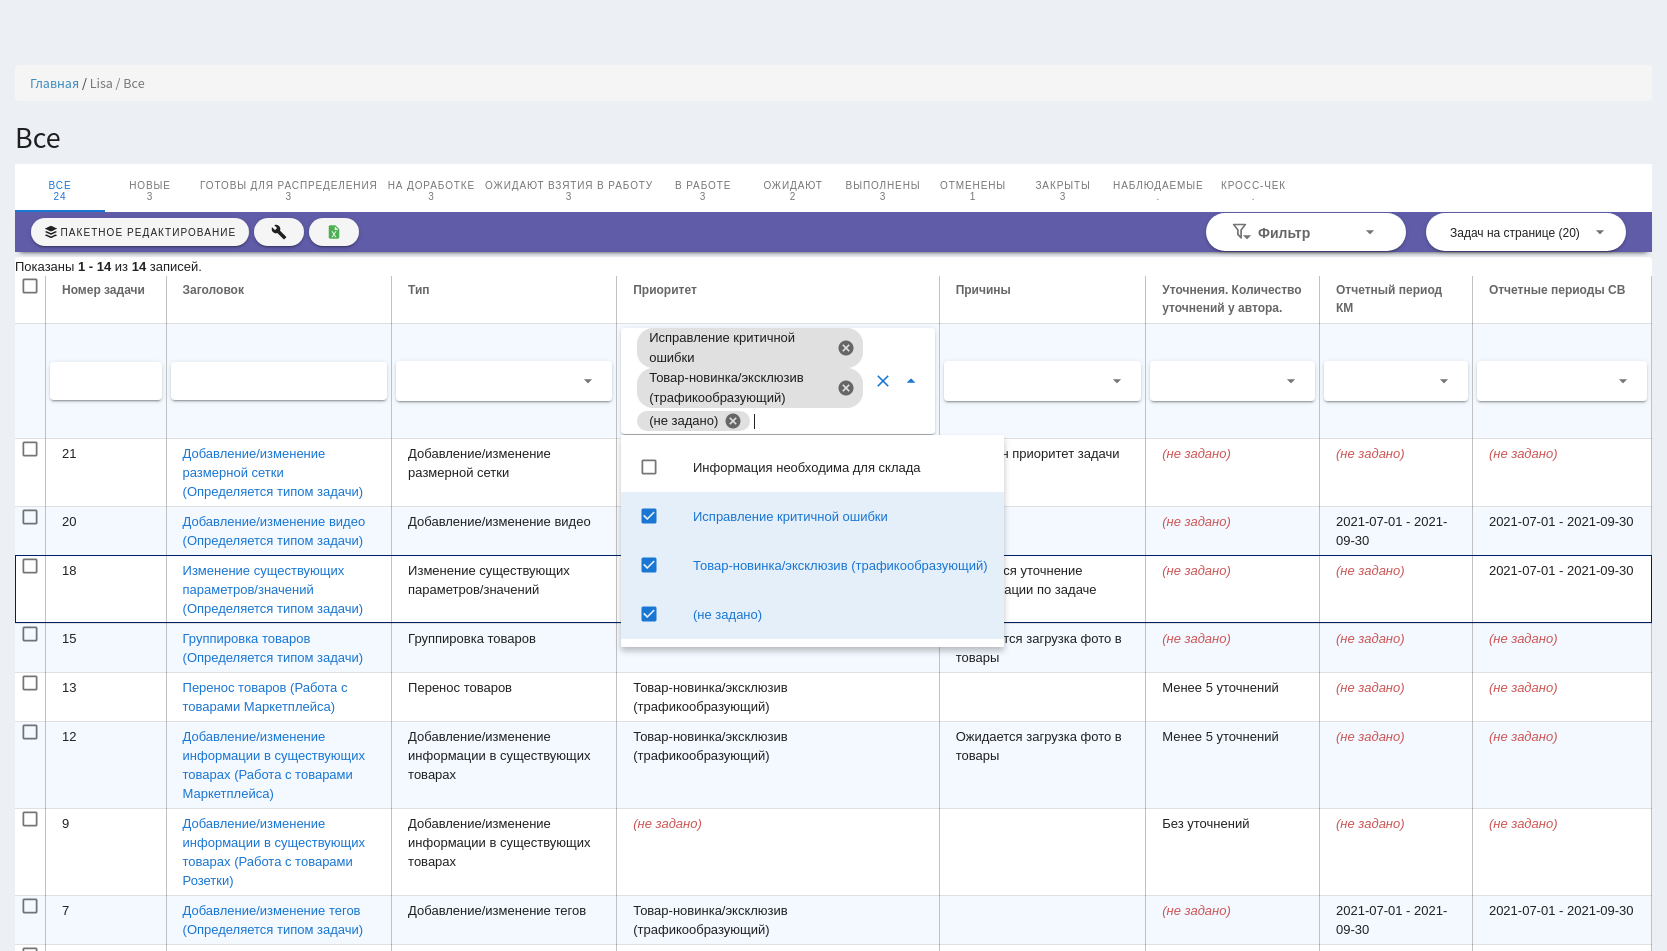 Главная / Lisa / Все
Все
ВСЕ НОВЫЕ ГОТОВЫ ДЛЯ РАСПРЕДЕЛЕНИЯ НА ДОРАБОТКЕ ОЖИДАЮТ ВЗЯТИЯ В РАБОТУ В РАБОТЕ ОЖИДАЮТ ВЫПОЛНЕНЫ ОТМЕНЕНЫ ЗАКРЫТЫ НАБЛЮДАЕМЫЕ КРОСС-ЧЕК
24 3 3 3 3 3 2 3 1 3 . .
ПАКЕТНОЕ РЕДАКТИРОВАНИЕ Фильтр Задач на странице (20)
Показаны 1 - 14 из 14 записей.
Номер задачи Заголовок Тип Приоритет Причины Уточнения. Количество Отчетный период Отчетные периоды СВ
уточнений у автора. КМ
Исправление критичной
ошибки
Товар-новинка/эксклюзив
(трафикообразующий)
(не задано)
Информация необходима для склада
Исправление критичной ошибки
Товар-новинка/эксклюзив (трафикообразующий)
(не задано)
21 Добавление/изменение Добавление/изменение приоритет задачи (не задано) (не задано) (не задано)
размерной сетки размерной сетки
(Определяется типом задачи)
20 Добавление/изменение видео Добавление/изменение видео (не задано) 2021-07-01 - 2021- 2021-07-01 - 2021-09-30
(Определяется типом задачи) 09-30
18 Изменение существующих Изменение существующих уточнение (не задано) (не задано) 2021-07-01 - 2021-09-30
параметров/значений параметров/значений по задаче
(Определяется типом задачи)
15 Группировка товаров Группировка товаров загрузка фото в (не задано) (не задано) (не задано)
(Определяется типом задачи) товары
13 Перенос товаров (Работа с Перенос товаров Товар-новинка/эксклюзив Менее 5 уточнений (не задано) (не задано)
товарами Маркетплейса) (трафикообразующий)
12 Добавление/изменение Добавление/изменение Товар-новинка/эксклюзив Ожидается загрузка фото в Менее 5 уточнений (не задано) (не задано)
информации в существующих информации в существующих (трафикообразующий) товары
товарах (Работа с товарами товарах
Маркетплейса)
9 Добавление/изменение Добавление/изменение (не задано) Без уточнений (не задано) (не задано)
информации в существующих информации в существующих
товарах (Работа с товарами товарах
Розетки)
7 Добавление/изменение тегов Добавление/изменение тегов Товар-новинка/эксклюзив (не задано) 2021-07-01 - 2021- 2021-07-01 - 2021-09-30
(Определяется типом задачи) (трафикообразующий) 09-30